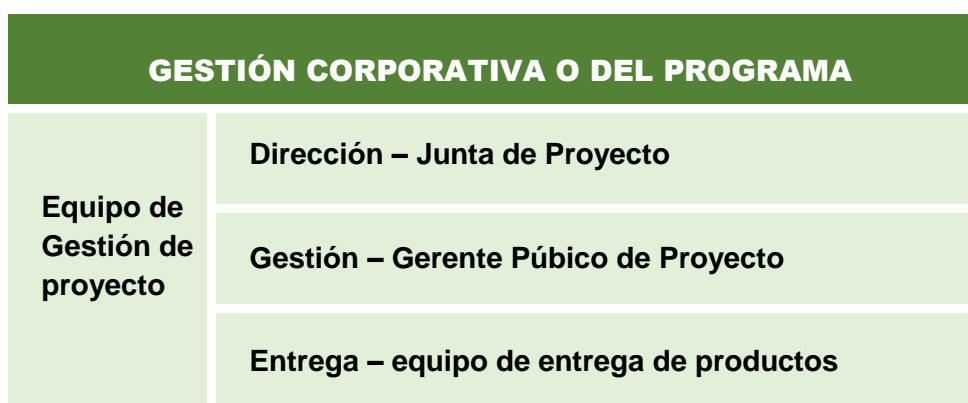 GESTIÓN CORPORATIVA O DEL PROGRAMA
Dirección – Junta de Proyecto
Equipo de
Gestión de
proyecto
Gestión – Gerente Púbico de Proyecto
Entrega – equipo de entrega de productos